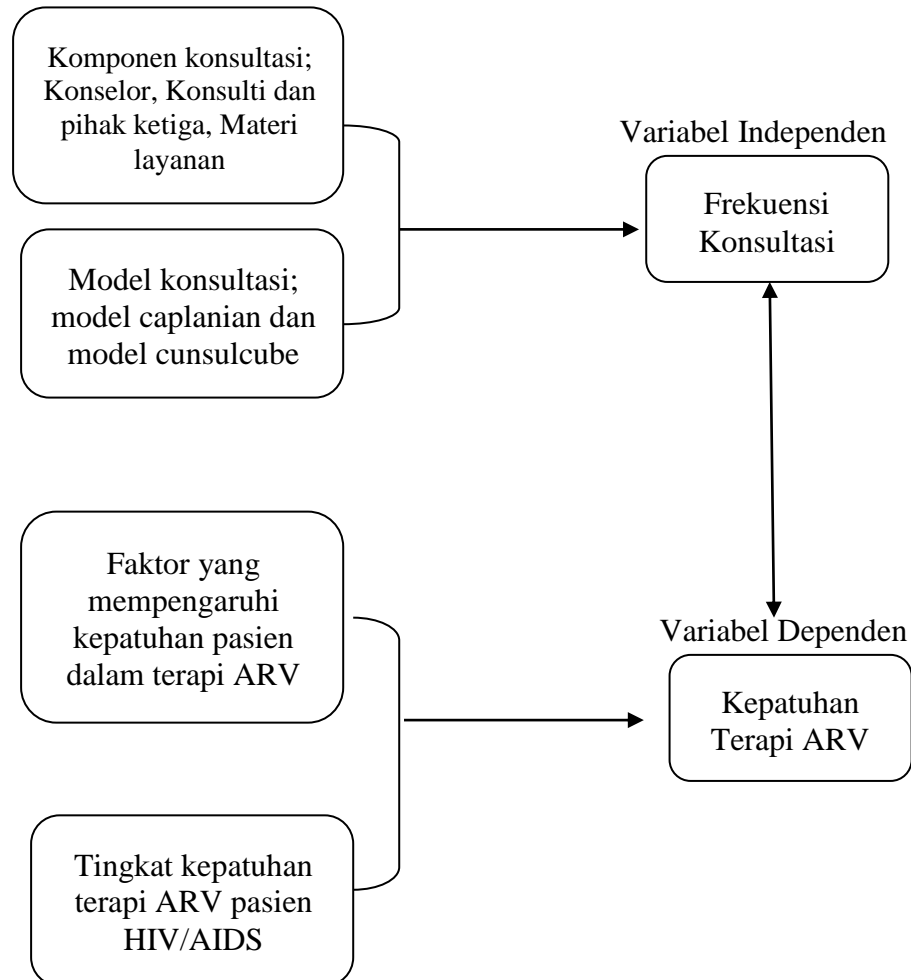 Komponen konsultasi;
Konselor, Konsulti dan
pihak ketiga, Materi
layanan
Variabel Independen
Frekuensi
Konsultasi
Model konsultasi;
model caplanian dan
model cunsulcube
Faktor yang
mempengaruhi
kepatuhan pasien
dalam terapi ARV
Variabel Dependen
Kepatuhan
Terapi ARV
Tingkat kepatuhan
terapi ARV pasien
HIV/AIDS